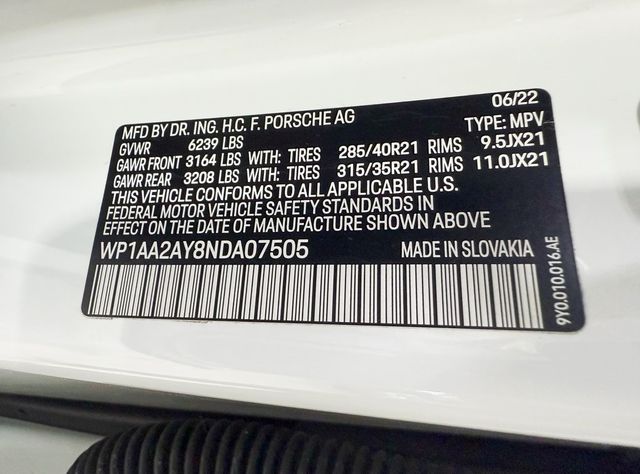 MFD BY DR. ING. H.C. F. PORSCHE AG 06/22
GVWR 6239 LBS TYPE: MPV
GAWR FRONT 3164 LBS WITH: TIRES 285/40R21 RIMS 9.5JX21
GAWR REAR 3208 LBS WITH: TIRES 315/35R21 RIMS 11.0JX21
THIS VEHICLE CONFORMS TO ALL APPLICABLE U.S.
FEDERAL MOTOR VEHICLE SAFETY STANDARDS IN
EFFECT ON THE DATE OF MANUFACTURE SHOWN ABOVE
WP1AA2AY8NDA07505 MADE IN SLOVAKIA
9Y0.010.016.AE